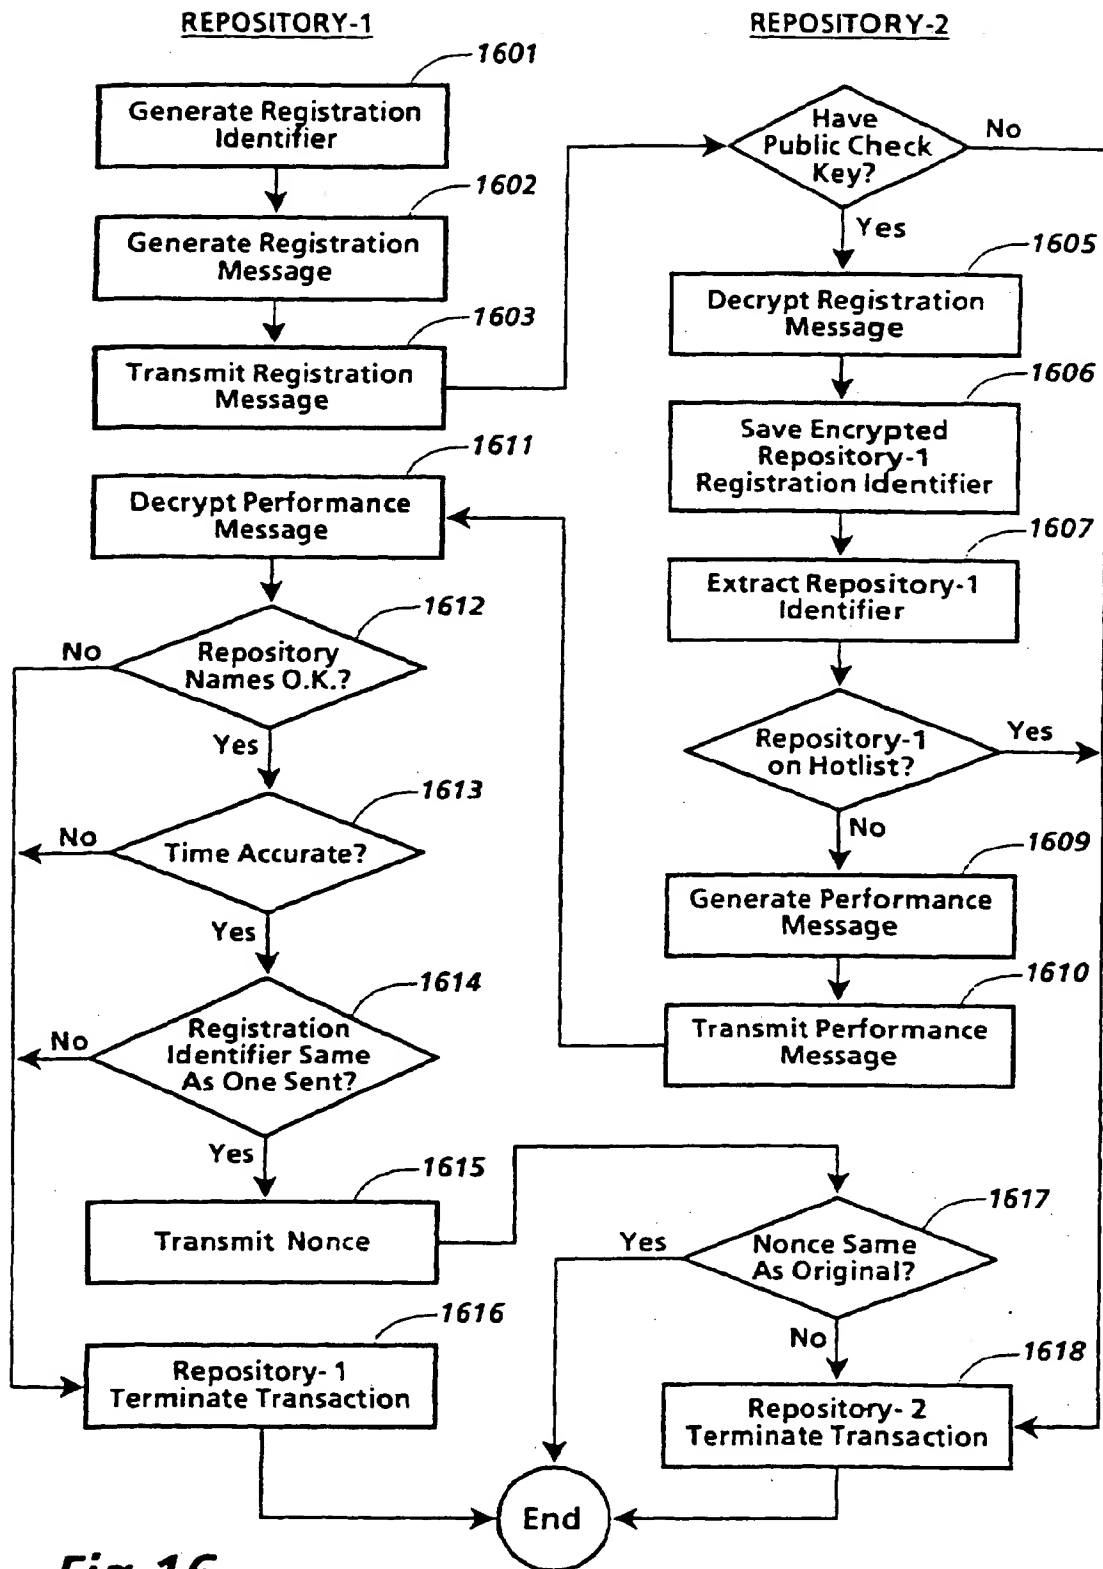 REPOSITORY-1
1601
Generate Registration
Identifier
1602
Generate Registration
Message
1603
Transmit Registration
Message
1611
Decrypt Performance
Message
1612
Repository
Names O.K.?
No
Yes
1613
Time Accurate?
No
Yes
1614
Registration
Identifier Same
As One Sent?
No
Yes
1615
Transmit Nonce
1616
Repository- 1
Terminate Transaction
REPOSITORY-2
Have
Public Check
Key?
No
Yes
1605
Decrypt Registration
Message
1606
Save Encrypted
Repository-1
Registration Identifier
1607
Extract Repository-1
Identifier
Repository-1
on Hotlist?
Yes
No
1609
Generate Performance
Message
1610
Transmit Performance
Message
1617
Nonce Same
As Original?
Yes
No
1618
Repository- 2
Terminate Transaction
End
Fig. 16